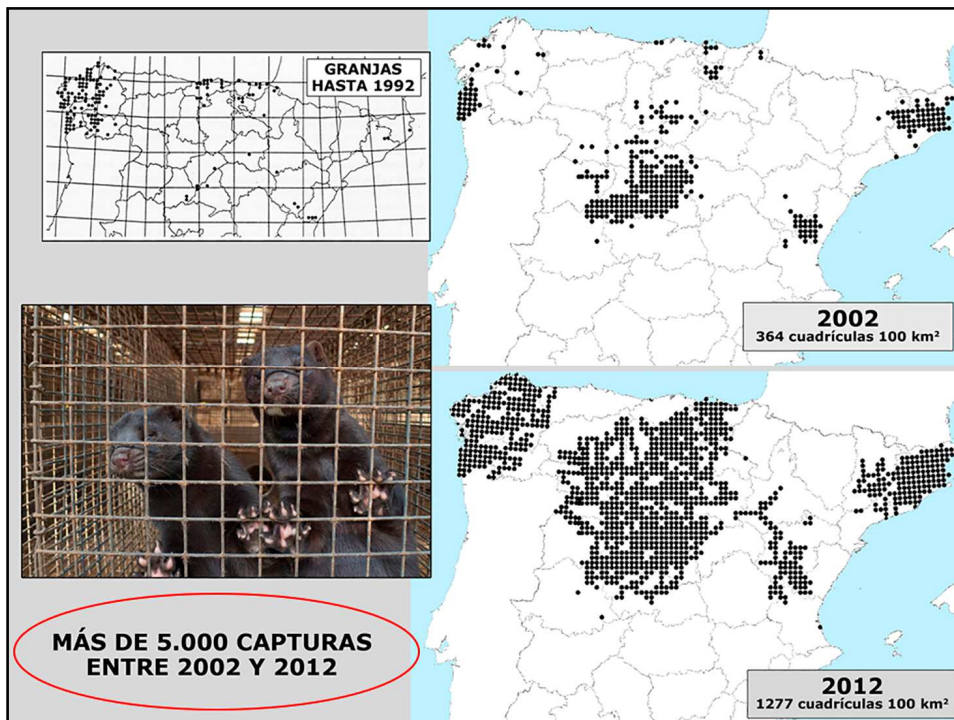 GRANJAS
HASTA 1992
2002
364 cuadrículas 100 km²
MÁS DE 5.000 CAPTURAS
ENTRE 2002 Y 2012
2012
1277 cuadrículas 100 km²